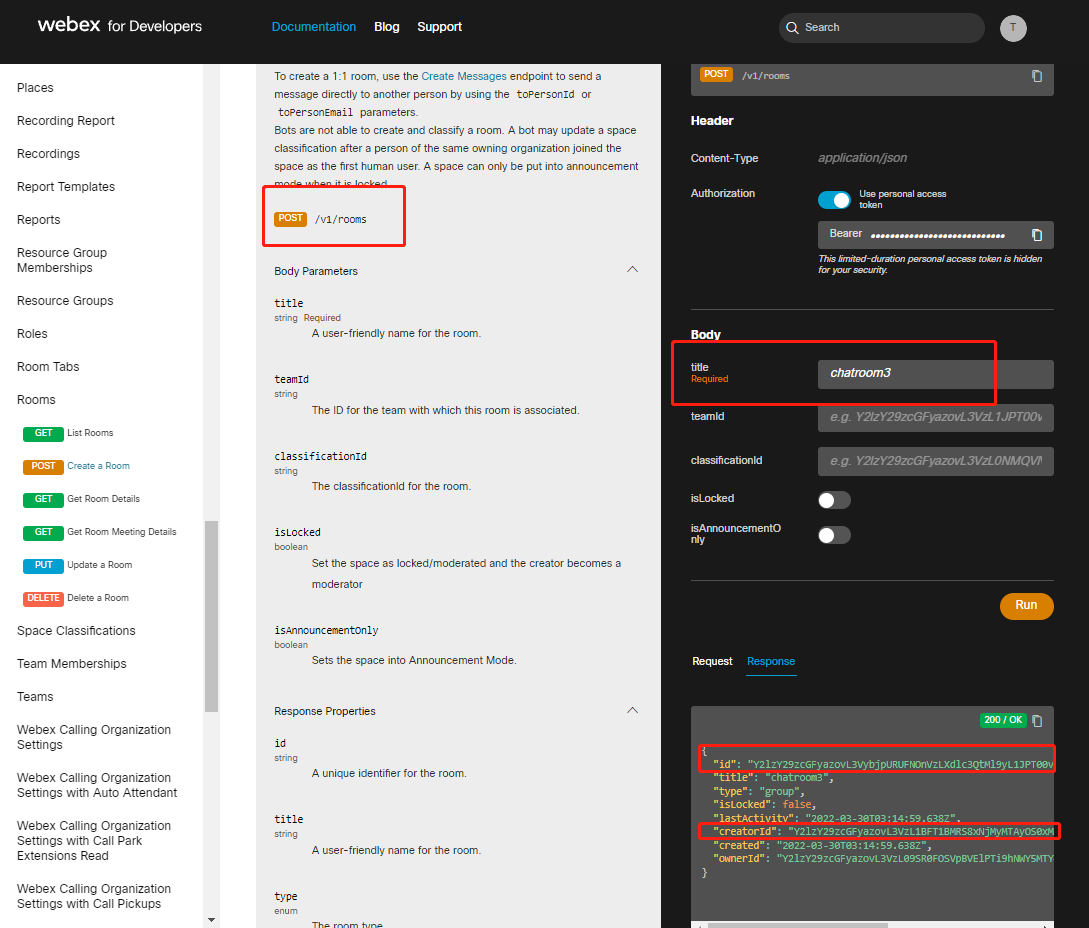 webex for Developers
Documentation Blog Support
Search
T
Places
Recording Report
Recordings
Report Templates
Reports
Resource Group
Memberships
Resource Groups
Roles
Room Tabs
Rooms
GET List Rooms
POST Create a Room
GET Get Room Details
GET Get Room Meeting Details
PUT Update a Room
DELETE Delete a Room
Space Classifications
Team Memberships
Teams
Webex Calling Organization
Settings
Webex Calling Organization
Settings with Auto Attendant
Webex Calling Organization
Settings with Call Park
Extensions Read
Webex Calling Organization
Settings with Call Pickups
To create a 1:1 room, use the Create Messages endpoint to send a
message directly to another person by using the toPersonId or
toPersonEmail parameters.
Bots are not able to create and classify a room. A bot may update a space
classification after a person of the same owning organization joined the
space as the first human user. A space can only be put into announcement
mode when it is locked.
POST /v1/rooms
Body Parameters
title
string Required
A user-friendly name for the room.
teamId
string
The ID for the team with which this room is associated.
classificationId
string
The classificationId for the room.
isLocked
boolean
Set the space as locked/moderated and the creator becomes a
moderator
isAnnouncementOnly
boolean
Sets the space into Announcement Mode.
Response Properties
id
string
A unique identifier for the room.
title
string
A user-friendly name for the room.
type
enum
The room type.
POST /v1/rooms
Header
Content-Type application/json
Authorization
Use personal access
token
Bearer ••••••••••••••••••••••••••••
This limited-duration personal access token is hidden
for your security.
Body
title
Required
chatroom3
teamId
e.g.
classificationId
e.g.
isLocked
isAnnouncementO
nly
Run
Request Response
200 / OK
{
"id":
"title": "chatroom3",
"type": "group",
"isLocked": false,
"lastActivity": "2022-03-30T03:14:59.638Z",
"creatorId":
"created": "2022-03-30T03:14:59.638Z",
"ownerId":
}